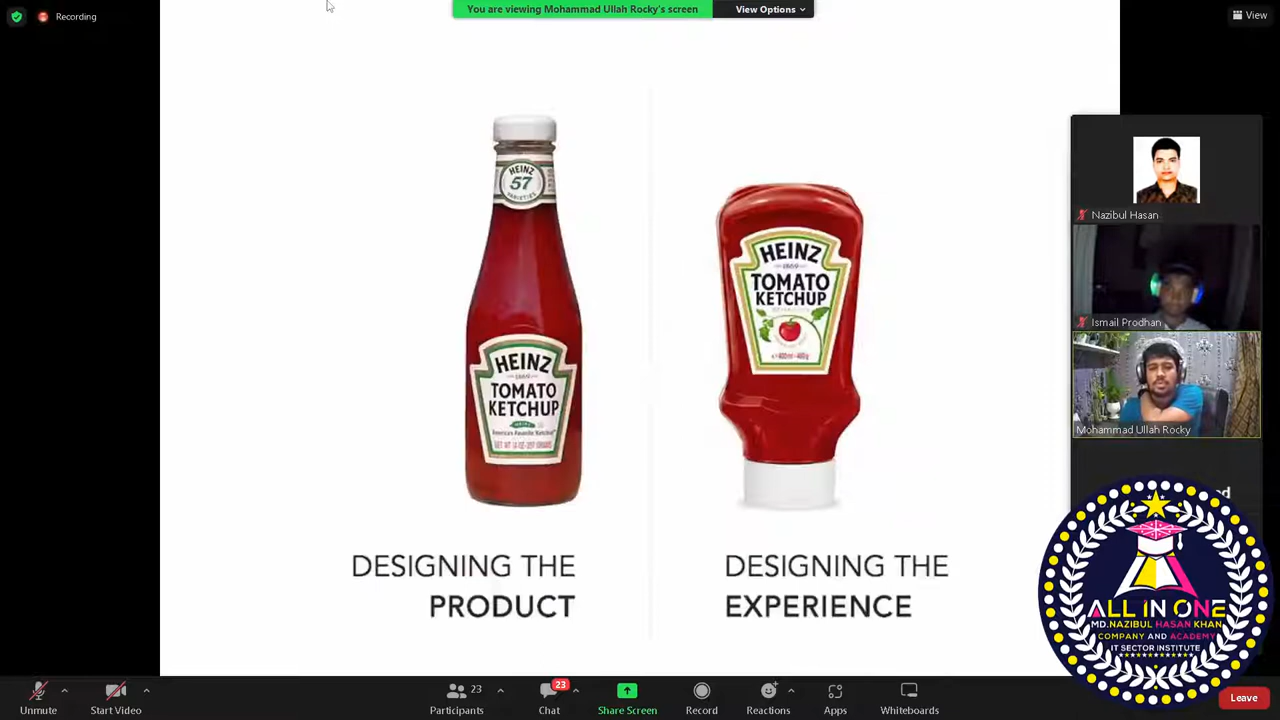 Recording
You are viewing Mohammad Ullah Rocky's screen
View Options
View
HEINZ
57
VARIETIES
HEINZ
1869
TOMATO
KETCHUP
HEINZ
1869
TOMATO
KETCHUP
DESIGNING THE
PRODUCT
DESIGNING THE
EXPERIENCE
Nazibul Hasan
Ismail Prodhan
Mohammad Ullah Rocky
ALL IN ONE
MD.NAZIBUL HASAN KHAN
COMPANY AND ACADEMY
IT SECTOR INSTITUTE
Unmute
Start Video
23
Participants
23
Chat
Share Screen
Record
Reactions
Apps
Whiteboards
Leave